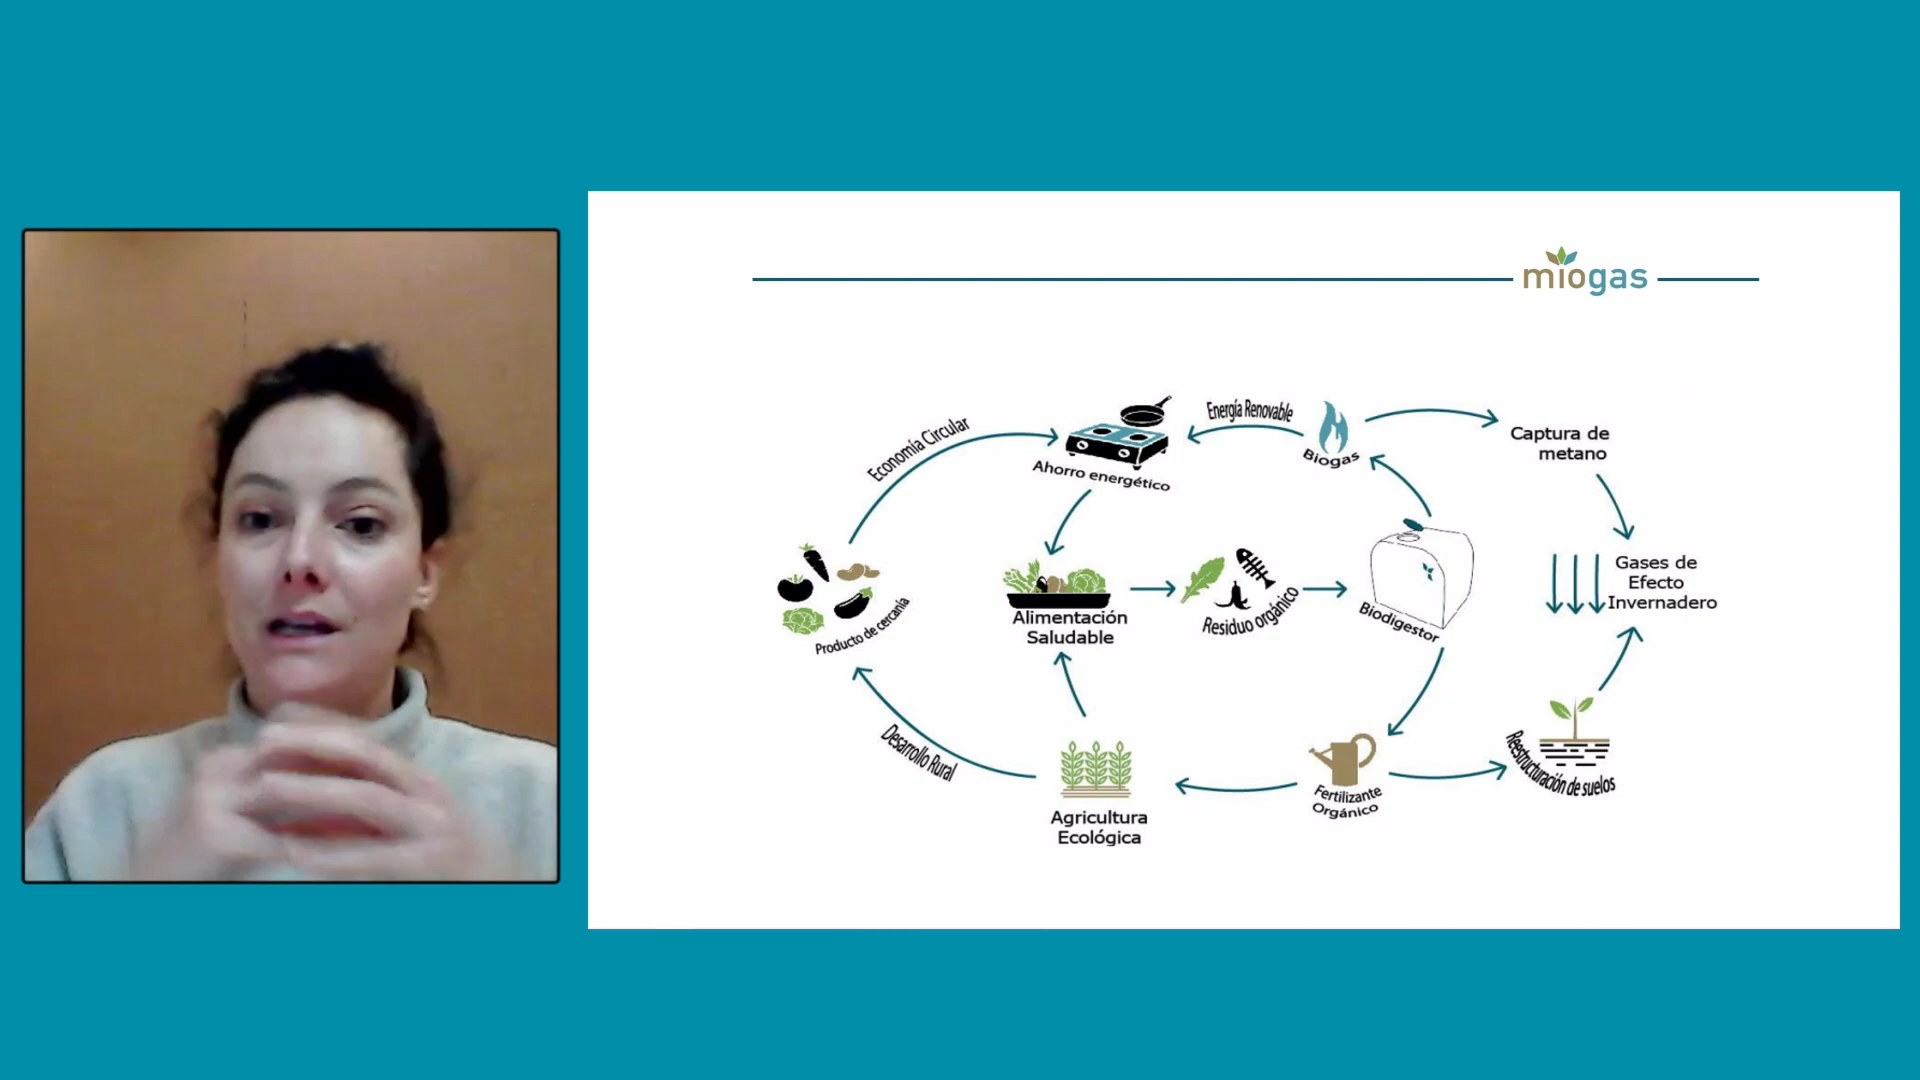 miogas
Economía Circular
Energía Renovable
Ahorro energético
Biogas
Captura de
metano
Gases de
Efecto
Invernadero
Producto de cercanía
Alimentación
Saludable
Residuo orgánico
Biodigestor
Desarrollo Rural
Agricultura
Ecológica
Fertilizante
Orgánico
Reestructuración de suelos